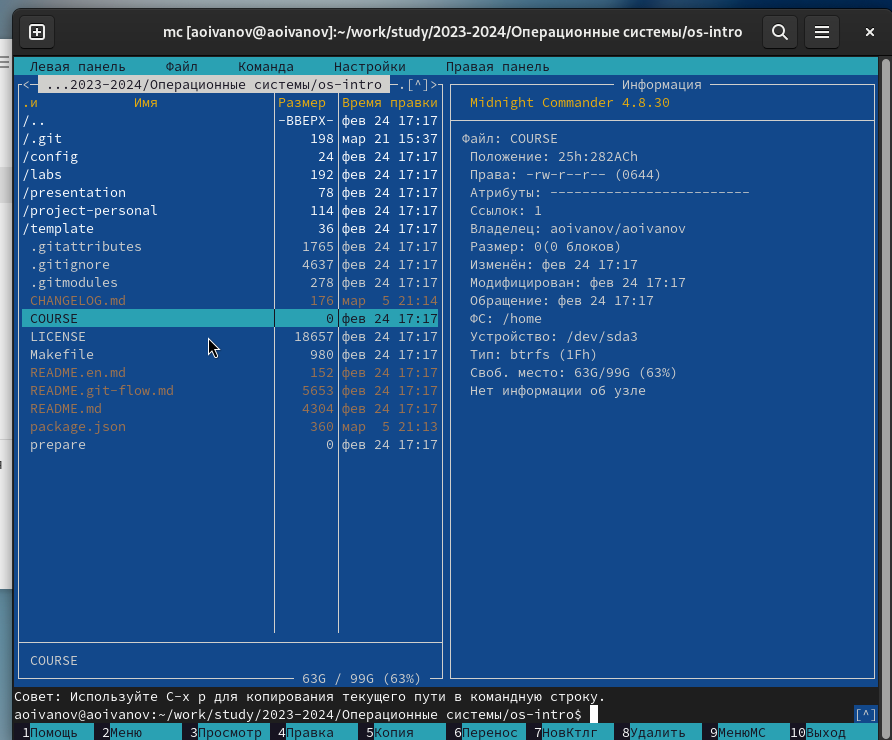 mc [aoivanov@aoivanov]:~/work/study/2023-2024/Операционные системы/os-intro
Левая панель Файл Команда Настройки Правая панель
<- ...2023-2024/Операционные системы/os-intro -.[^]>
.и Имя Размер Время правки
/.. -ВВЕРХ- фев 24 17:17
/.git 198 мар 21 15:37
/config 24 фев 24 17:17
/labs 192 фев 24 17:17
/presentation 78 фев 24 17:17
/project-personal 114 фев 24 17:17
/template 36 фев 24 17:17
.gitattributes 1765 фев 24 17:17
.gitignore 4637 фев 24 17:17
.gitmodules 278 фев 24 17:17
CHANGELOG.md 176 мар 5 21:14
COURSE 0 фев 24 17:17
LICENSE 18657 фев 24 17:17
Makefile 980 фев 24 17:17
README.en.md 152 фев 24 17:17
README.git-flow.md 5653 фев 24 17:17
README.md 4304 фев 24 17:17
package.json 360 мар 5 21:13
prepare 0 фев 24 17:17
COURSE
63G / 99G (63%)
Информация
Midnight Commander 4.8.30
Файл: COURSE
Положение: 25h:282ACh
Права: -rw-r--r-- (0644)
Атрибуты: -------------------------
Ссылок: 1
Владелец: aoivanov/aoivanov
Размер: 0(0 блоков)
Изменён: фев 24 17:17
Модифицирован: фев 24 17:17
Обращение: фев 24 17:17
ФС: /home
Устройство: /dev/sda3
Тип: btrfs (1Fh)
Своб. место: 63G/99G (63%)
Нет информации об узле
Совет: Используйте C-x p для копирования текущего пути в командную строку.
aoivanov@aoivanov:~/work/study/2023-2024/Операционные системы/os-intro$ [^]
1Помощь 2Меню 3Просмотр 4Правка 5Копия 6Перенос 7НовКтлг 8Удалить 9МенюМС 10Выход